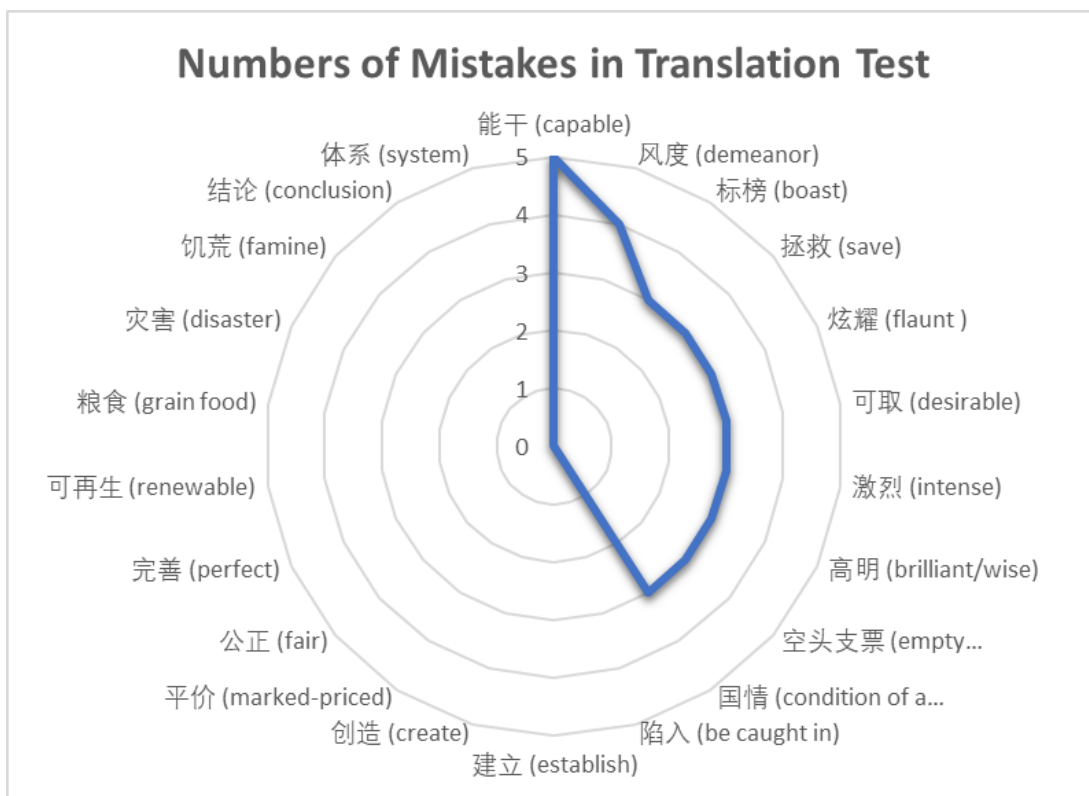 Numbers of Mistakes in Translation Test
能干 (capable)
风度 (demeanor)
标榜 (boast)
拯救 (save)
炫耀 (flaunt )
可取 (desirable)
激烈 (intense)
高明 (brilliant/wise)
空头支票 (empty...
国情 (condition of a...
陷入 (be caught in)
建立 (establish)
创造 (create)
平价 (marked-priced)
公正 (fair)
完善 (perfect)
可再生 (renewable)
粮食 (grain food)
灾害 (disaster)
饥荒 (famine)
结论 (conclusion)
体系 (system)
5
4
3
2
1
0